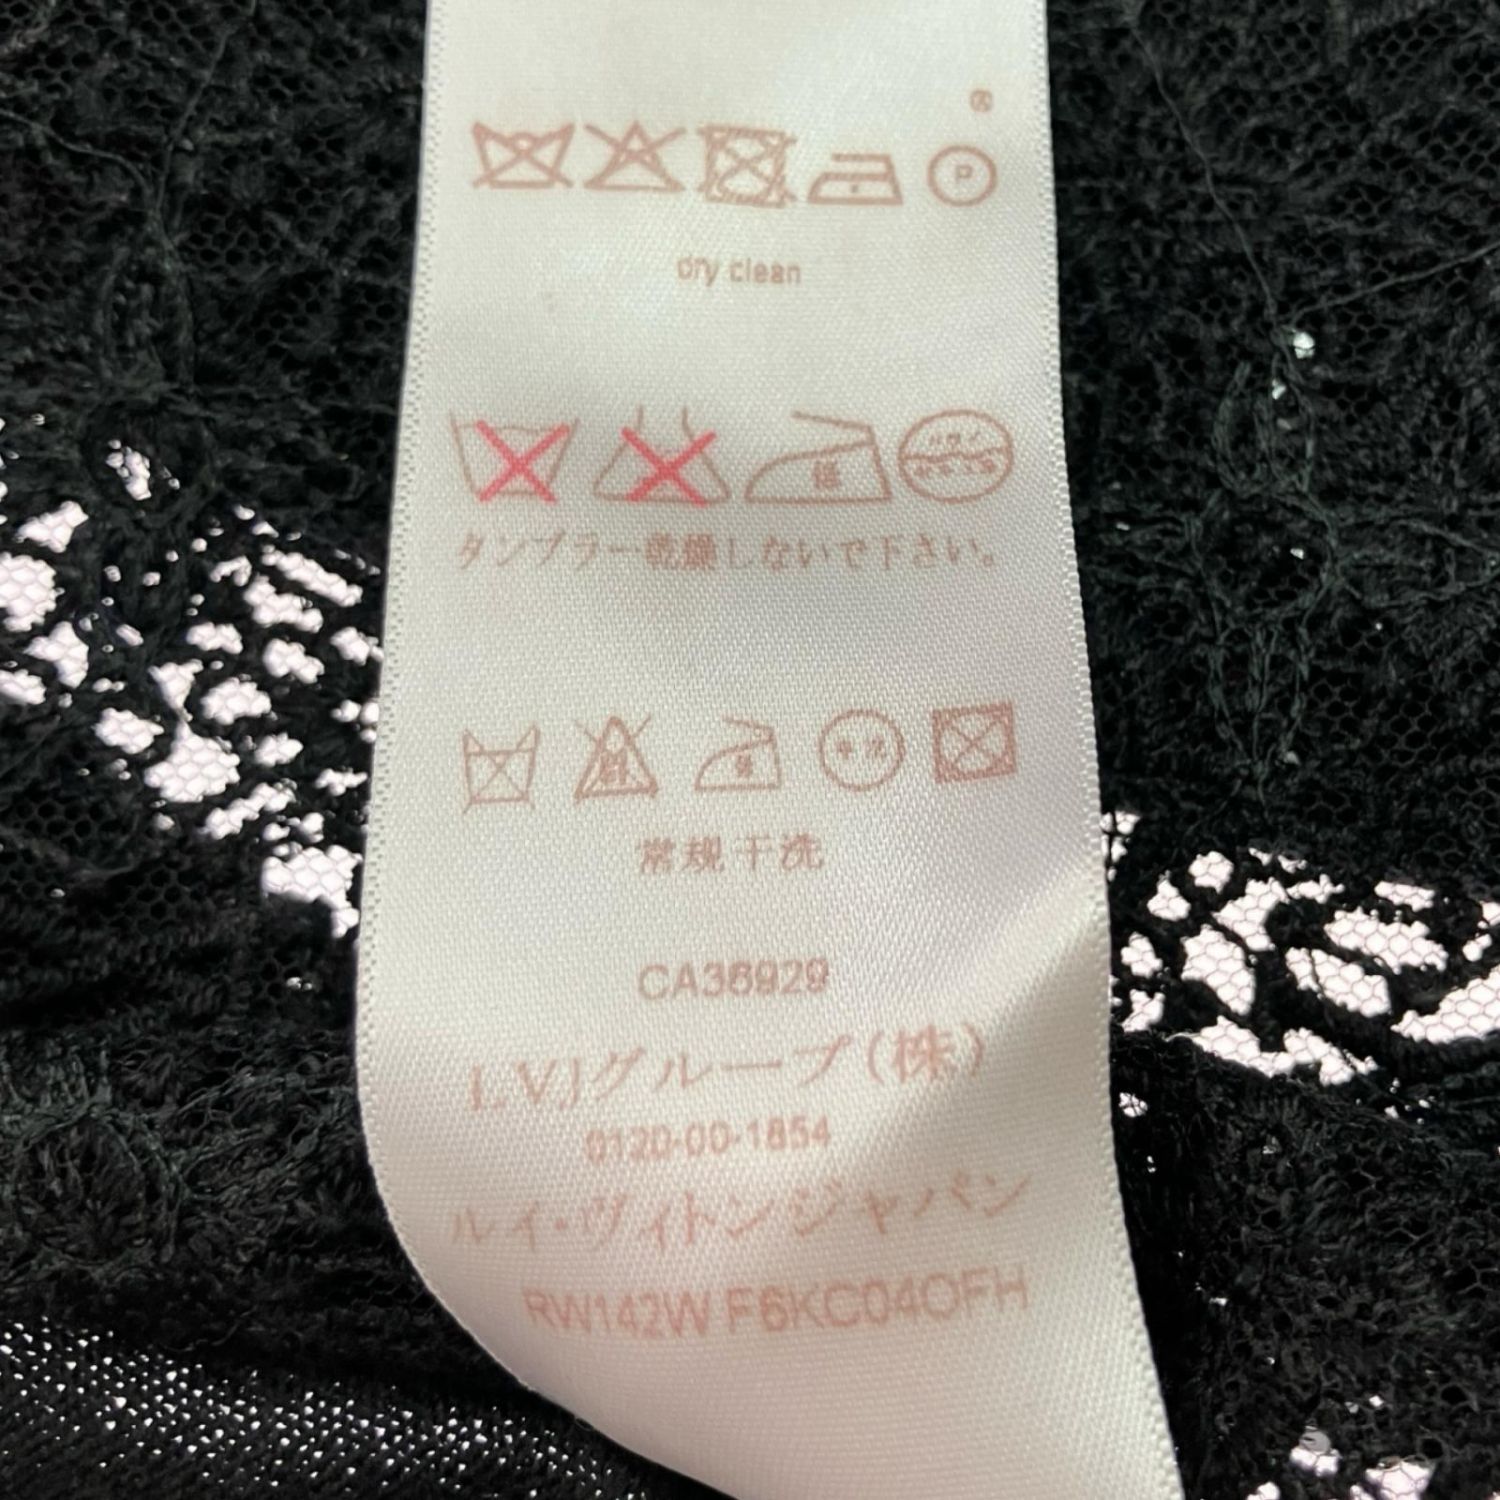 P
dry clean
低
タンブラー乾燥しないで下さい。
常規干洗
CA36929
LVJグループ(株)
0120-00-1854
ルイ・ヴィトンジャパン
RW142W F6KC04OFH